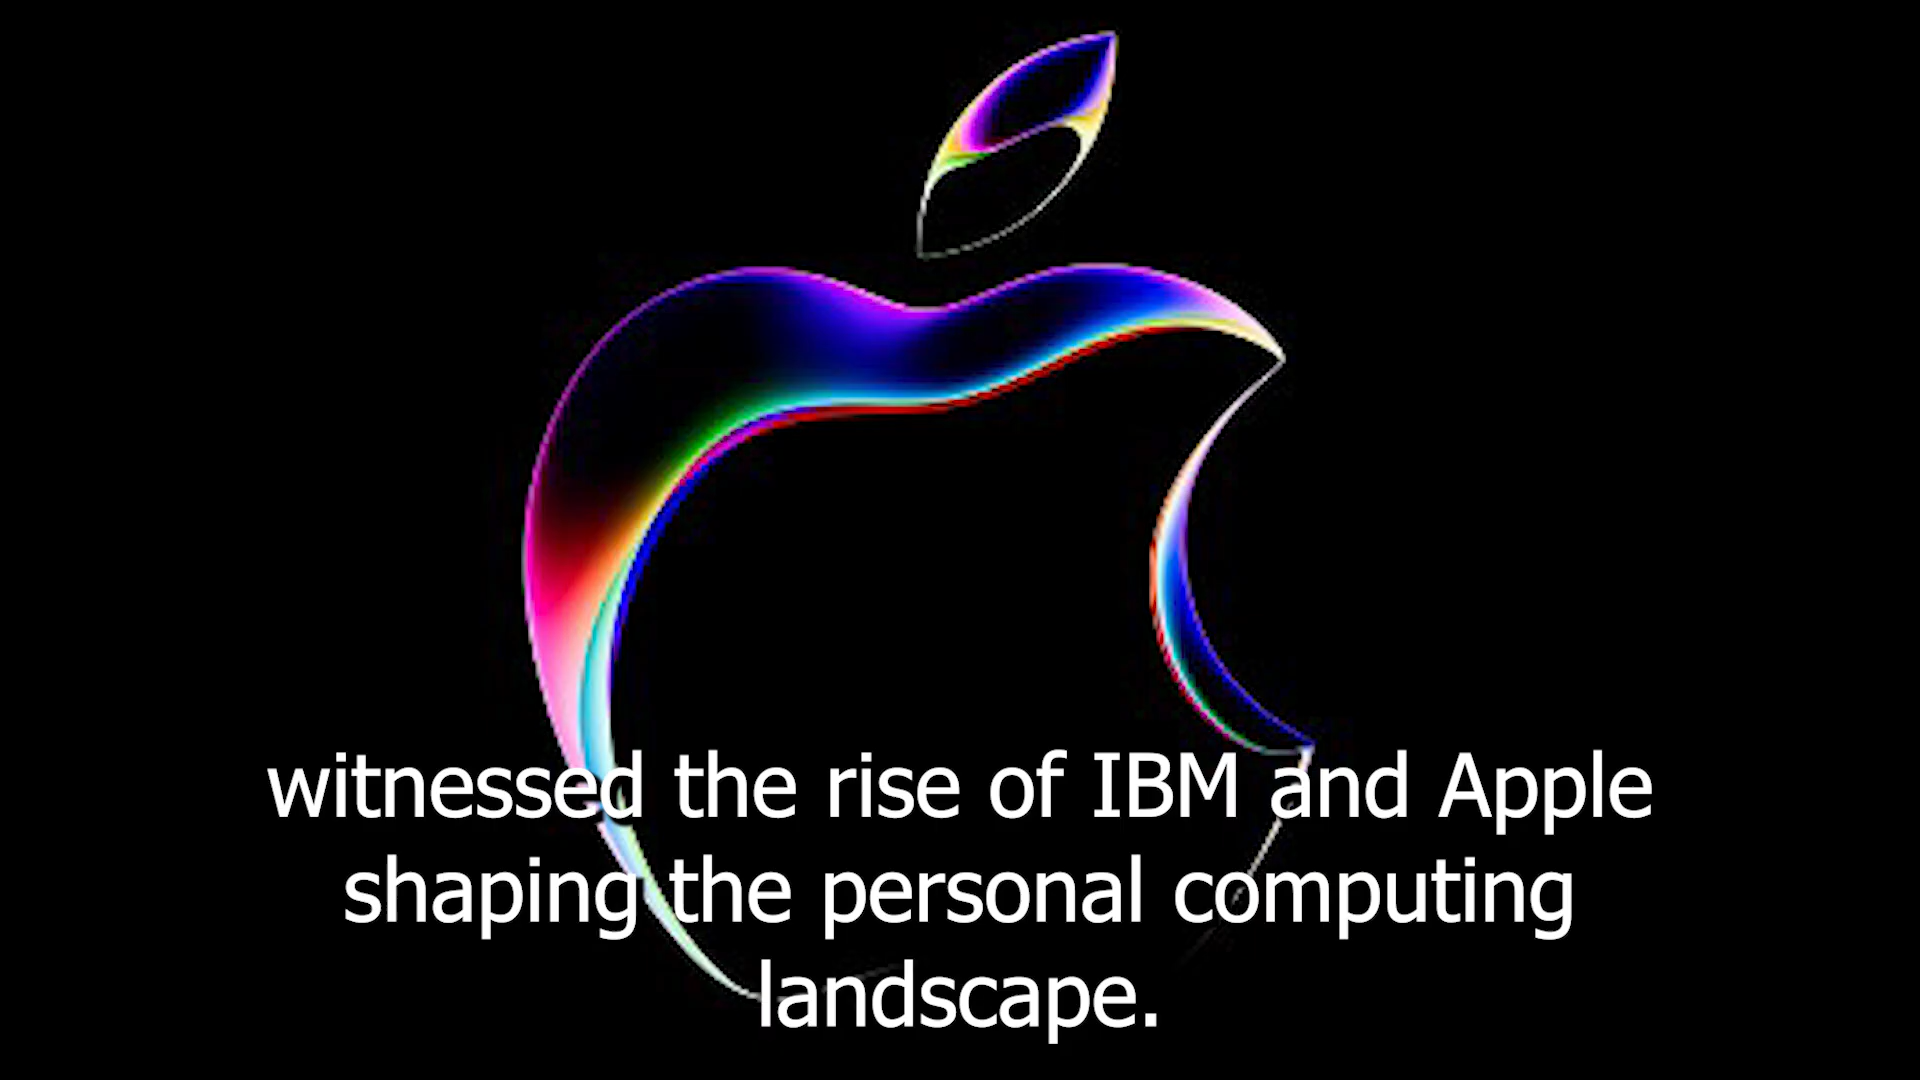 witnessed the rise of IBM and Apple
shaping the personal computing
landscape.